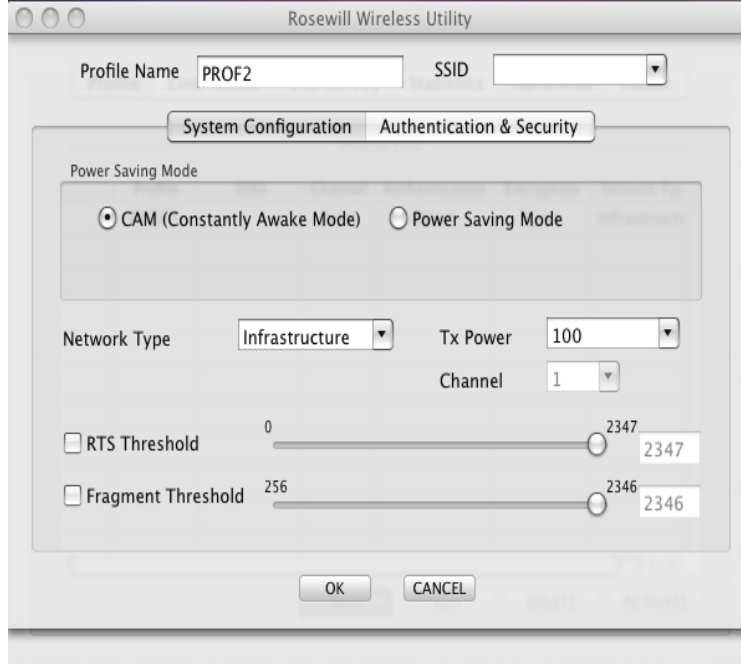 Rosewill Wireless Utility
Profile Name PROF2 SSID
System Configuration Authentication & Security
Power Saving Mode
CAM (Constantly Awake Mode) Power Saving Mode
Network Type Infrastructure Tx Power 100
Channel 1
RTS Threshold 0 2347 2347
Fragment Threshold 256 2346 2346
OK CANCEL